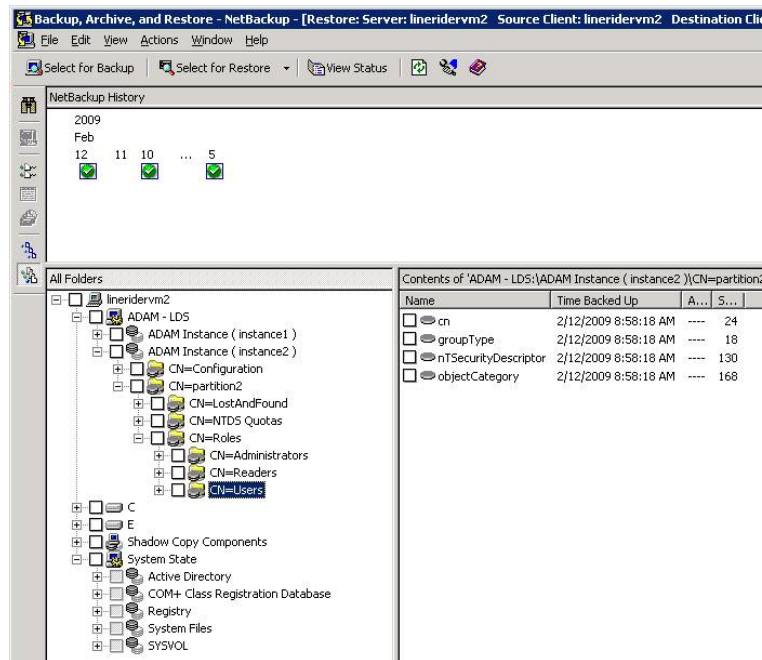 Backup, Archive, and Restore - NetBackup - [Restore: Server: lineridervm2 Source Client: lineridervm2 Destination Clie
File Edit View Actions Window Help
Select for Backup Select for Restore View Status
NetBackup History
2009
Feb
12 11 10 ... 5
All Folders
lineridervm2
ADAM - LDS
ADAM Instance ( instance1 )
ADAM Instance ( instance2 )
CN=Configuration
CN=partition2
CN=LostAndFound
CN=NTDS Quotas
CN=Roles
CN=Administrators
CN=Readers
CN=Users
C
E
Shadow Copy Components
System State
Active Directory
COM+ Class Registration Database
Registry
System Files
SYSVOL
Contents of 'ADAM - LDS:\ADAM Instance ( instance2 )\CN=partition2
Name Time Backed Up A... S...
cn 2/12/2009 8:58:18 AM ---- 24
groupType 2/12/2009 8:58:18 AM ---- 18
nTSecurityDescriptor 2/12/2009 8:58:18 AM ---- 130
objectCategory 2/12/2009 8:58:18 AM ---- 168